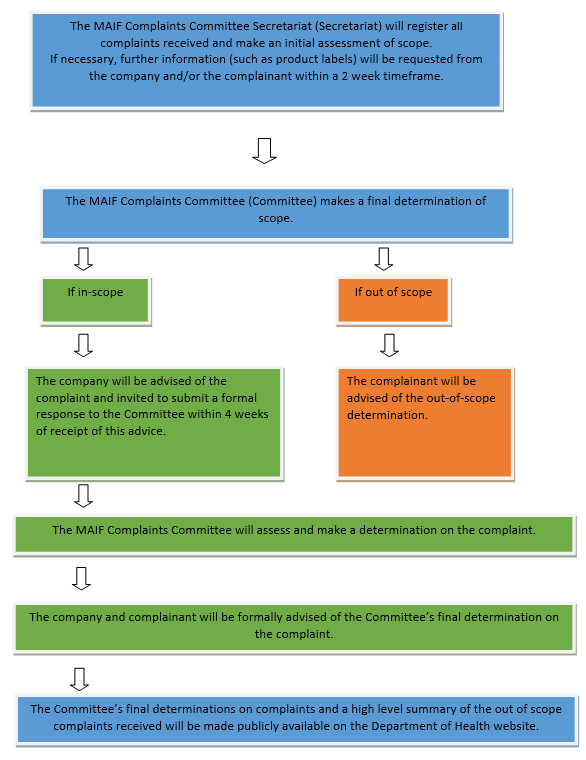 The MAIF Complaints Committee Secretariat (Secretariat) will register all
complaints received and make an initial assessment of scope.
If necessary, further information (such as product labels) will be requested from
the company and/or the complainant within a 2 week timeframe.
The MAIF Complaints Committee (Committee) makes a final determination of
scope.
If in-scope
If out of scope
The company will be advised of the
complaint and invited to submit a formal
response to the Committee within 4 weeks
of receipt of this advice.
The complainant will be
advised of the out-of-scope
determination.
The MAIF Complaints Committee will assess and make a determination on the complaint.
The company and complainant will be formally advised of the Committee’s final determination on
the complaint.
The Committee’s final determinations on complaints and a high level summary of the out of scope
complaints received will be made publicly available on the Department of Health website.